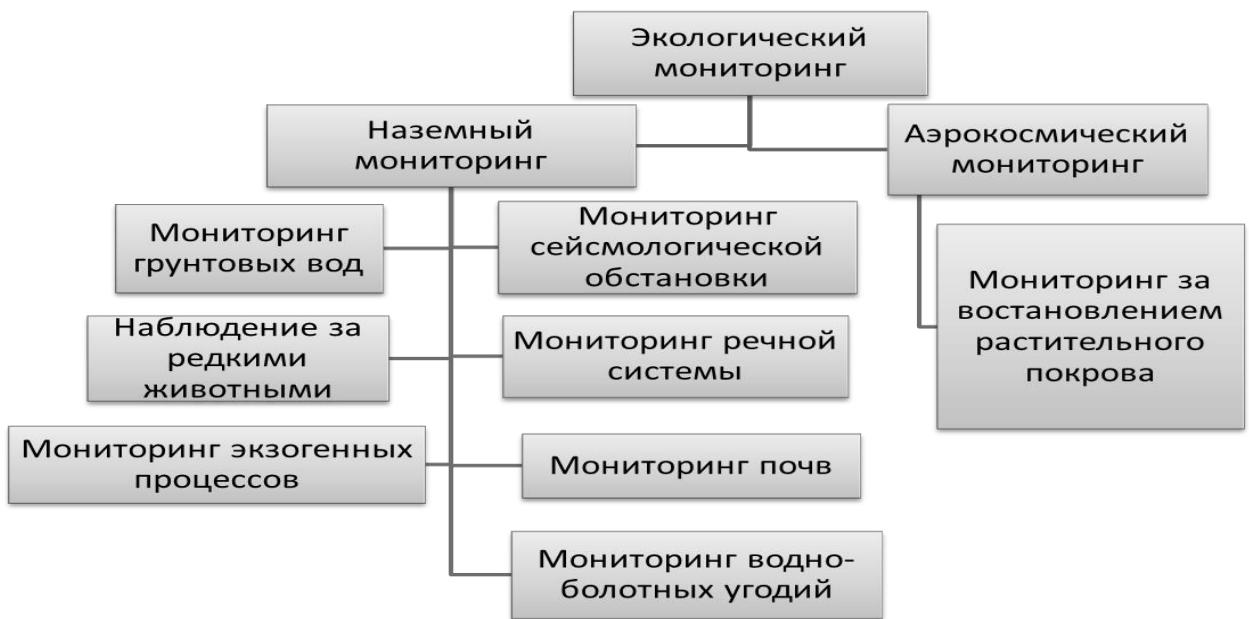 Экологический
мониторинг
Наземный
мониторинг
Аэрокосмический
мониторинг
Мониторинг
грунтовых вод
Мониторинг
сейсмологической
обстановки
Мониторинг за
востановлением
растительного
покрова
Наблюдение за
редкими
животными
Мониторинг речной
системы
Мониторинг экзогенных
процессов
Мониторинг почв
Мониторинг водно-
болотных угодий